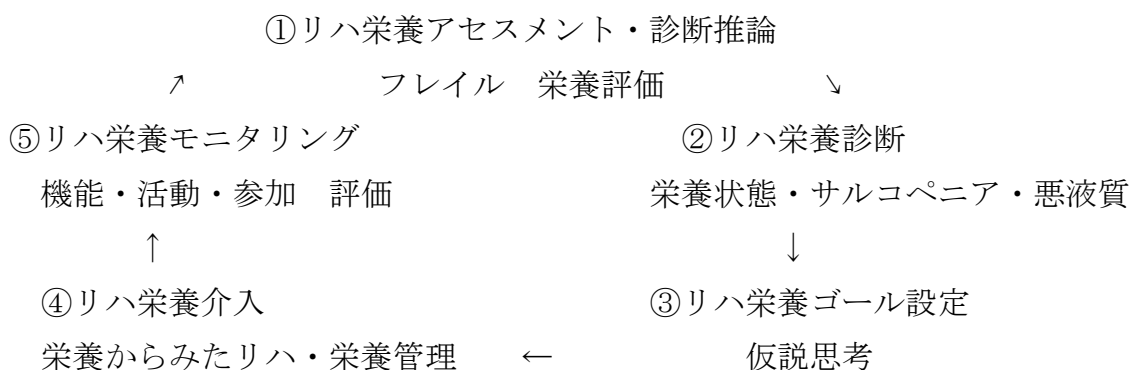 ①リハ栄養アセスメント・診断推論
↗ フレイル 栄養評価 ↘
⑤リハ栄養モニタリング ②リハ栄養診断
機能・活動・参加 評価 栄養状態・サルコペニア・悪液質
↑ ↓
④リハ栄養介入 ③リハ栄養ゴール設定
栄養からみたリハ・栄養管理 ← 仮説思考